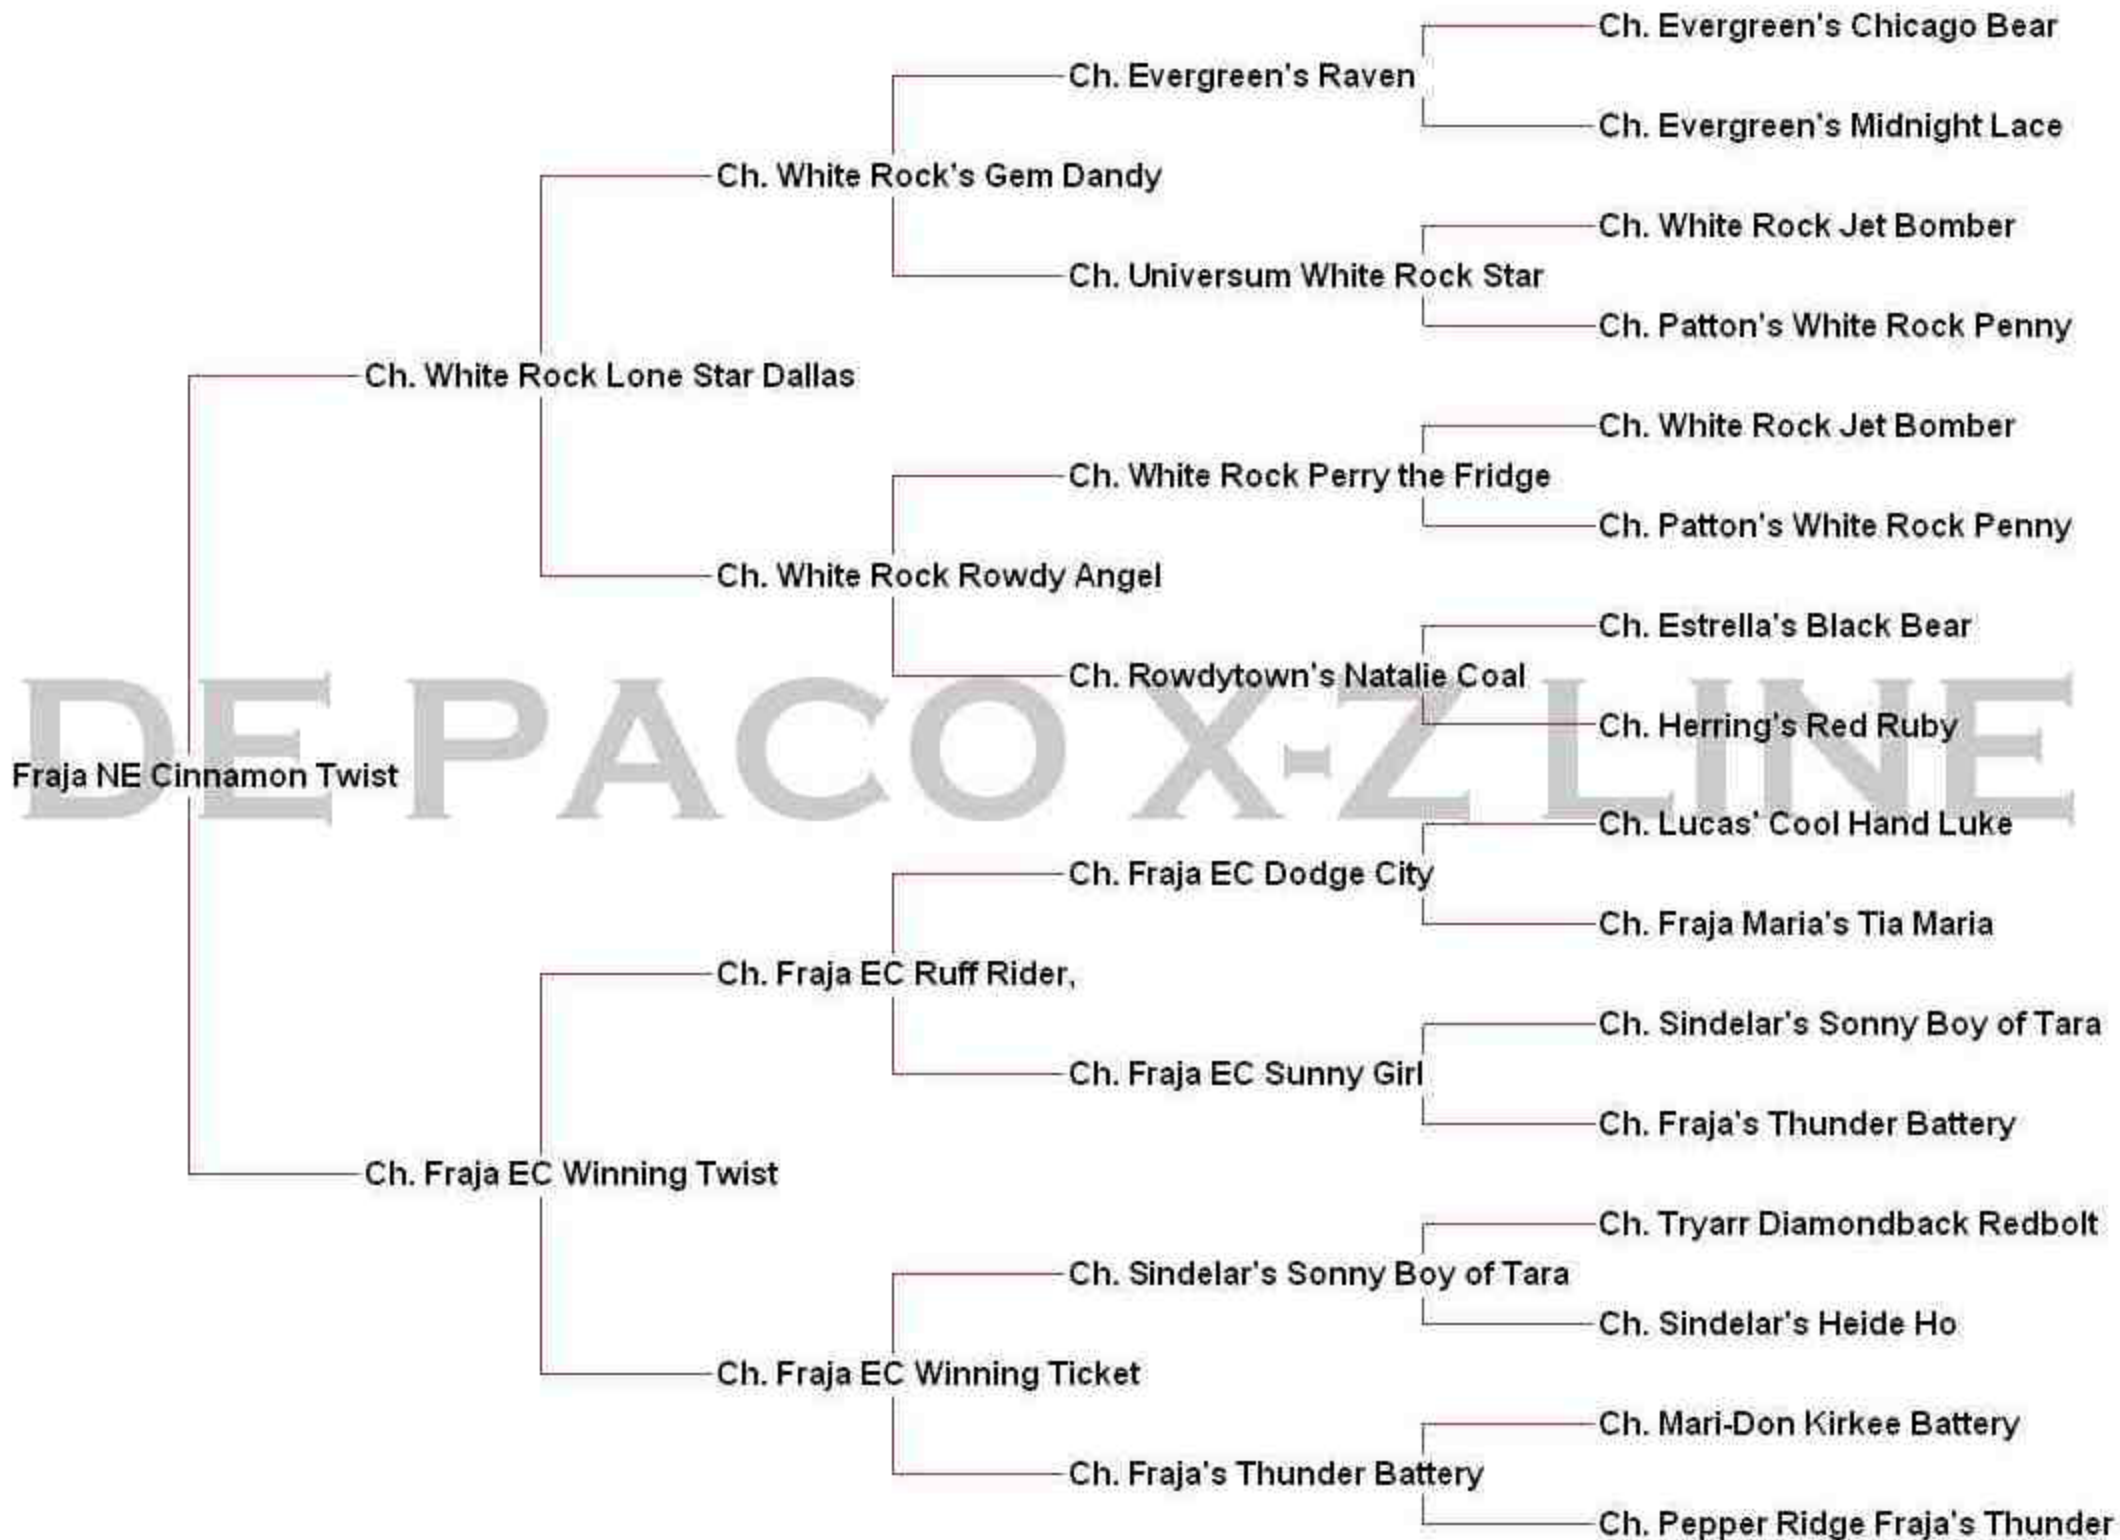 Ch. Evergreen's Chicago Bear
Ch. Evergreen's Raven
Ch. Evergreen's Midnight Lace
Ch. White Rock's Gem Dandy
Ch. White Rock Jet Bomber
Ch. Universum White Rock Star
Ch. Patton's White Rock Penny
Ch. White Rock Lone Star Dallas
Ch. White Rock Jet Bomber
Ch. White Rock Perry the Fridge
Ch. Patton's White Rock Penny
Ch. White Rock Rowdy Angel
Ch. Estrella's Black Bear
Ch. Rowdytown's Natalie Coal
Ch. Herring's Red Ruby
DE PACO X-Z LINE
Fraja NE Cinnamon Twist
Ch. Lucas' Cool Hand Luke
Ch. Fraja EC Dodge City
Ch. Fraja Maria's Tia Maria
Ch. Fraja EC Ruff Rider,
Ch. Sindelar's Sonny Boy of Tara
Ch. Fraja EC Sunny Girl
Ch. Fraja's Thunder Battery
Ch. Fraja EC Winning Twist
Ch. Tryarr Diamondback Redbolt
Ch. Sindelar's Sonny Boy of Tara
Ch. Sindelar's Heide Ho
Ch. Fraja EC Winning Ticket
Ch. Mari-Don Kirkee Battery
Ch. Fraja's Thunder Battery
Ch. Pepper Ridge Fraja's Thunder